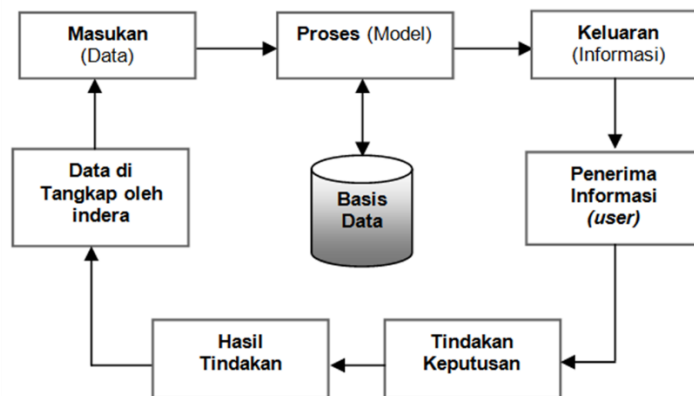 Masukan
(Data)
Proses (Model)
Keluaran
(Informasi)
Data di
Tangkap oleh
indera
Basis
Data
Penerima
Informasi
(user)
Hasil
Tindakan
Tindakan
Keputusan